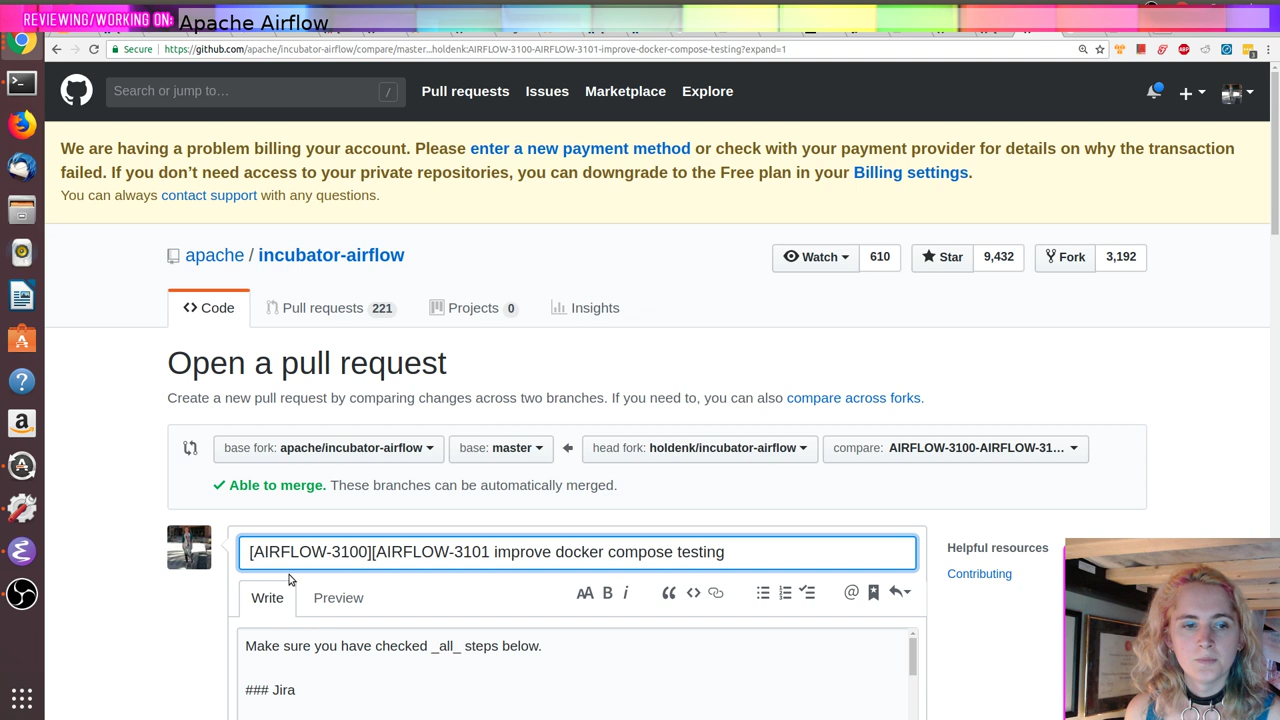 REVIEWING/WORKING ON: Apache Airflow
Secure https://github.com/apache/incubator-airflow/compare/master...holdenk:AIRFLOW-3100-AIRFLOW-3101-improve-docker-compose-testing?expand=1
Search or jump to… /
Pull requests Issues Marketplace Explore
We are having a problem billing your account. Please enter a new payment method or check with your payment provider for details on why the transaction
failed. If you don’t need access to your private repositories, you can downgrade to the Free plan in your Billing settings.
You can always contact support with any questions.
apache / incubator-airflow
Watch 610 Star 9,432 Fork 3,192
Code Pull requests 221 Projects 0 Insights
Open a pull request
Create a new pull request by comparing changes across two branches. If you need to, you can also compare across forks.
base fork: apache/incubator-airflow base: master head fork: holdenk/incubator-airflow compare: AIRFLOW-3100-AIRFLOW-31…
Able to merge. These branches can be automatically merged.
[AIRFLOW-3100][AIRFLOW-3101 improve docker compose testing
Helpful resources
Contributing
Write Preview
Make sure you have checked _all_ steps below.
### Jira